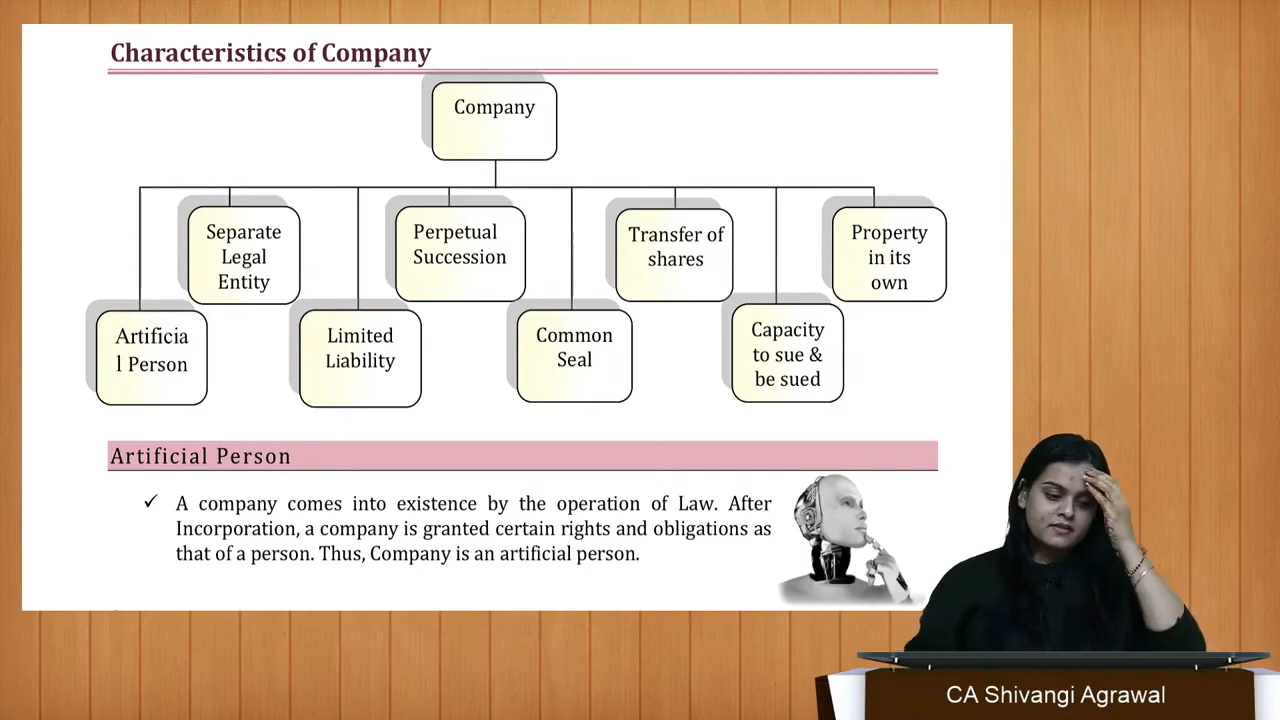 Characteristics of Company
Company
Separate
Legal
Entity
Perpetual
Succession
Transfer of
shares
Property
in its
own
Artificia
l Person
Limited
Liability
Common
Seal
Capacity
to sue &
be sued
Artificial Person
✓ A company comes into existence by the operation of Law. After
Incorporation, a company is granted certain rights and obligations as
that of a person. Thus, Company is an artificial person.
CA Shivangi Agrawal